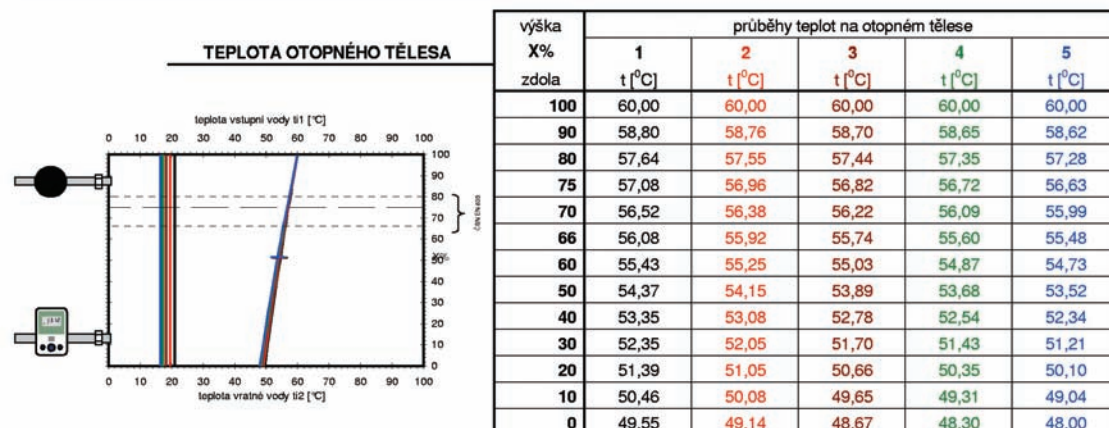 TEPLOTA OTOPNÉHO TĚLESA
teplota vstupní vody ti1 [°C]
0 10 20 30 40 50 60 70 80 90 100
100
90
80
70
60
50
X%
40
30
20
10
0
ČSN EN 835
0 10 20 30 40 50 60 70 80 90 100
teplota vratné vody ti2 [°C]
výška průběhy teplot na otopném tělese
X% 1 2 3 4 5
zdola t [⁰C] t [⁰C] t [⁰C] t [⁰C] t [⁰C]
100 60,00 60,00 60,00 60,00 60,00
90 58,80 58,76 58,70 58,65 58,62
80 57,64 57,55 57,44 57,35 57,28
75 57,08 56,96 56,82 56,72 56,63
70 56,52 56,38 56,22 56,09 55,99
66 56,08 55,92 55,74 55,60 55,48
60 55,43 55,25 55,03 54,87 54,73
50 54,37 54,15 53,89 53,68 53,52
40 53,35 53,08 52,78 52,54 52,34
30 52,35 52,05 51,70 51,43 51,21
20 51,39 51,05 50,66 50,35 50,10
10 50,46 50,08 49,65 49,31 49,04
0 49,55 49,14 48,67 48,30 48,00